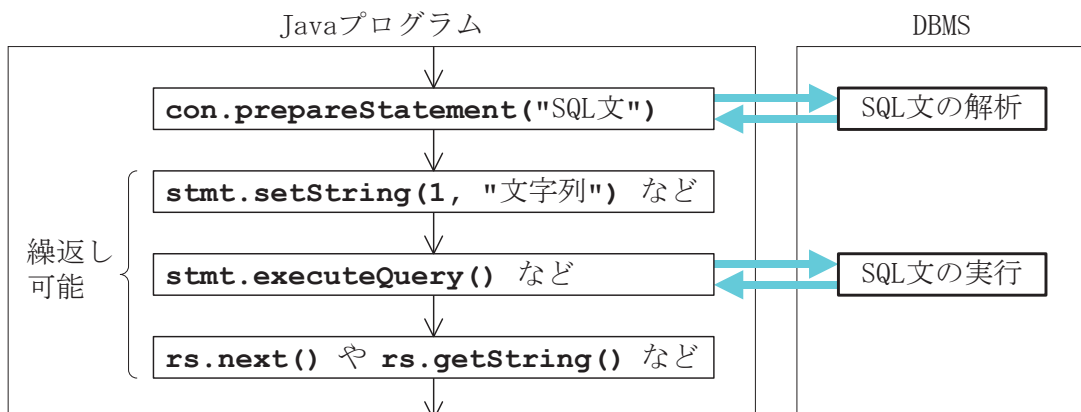 Javaプログラム
DBMS
con.prepareStatement("SQL文")
SQL文の解析
stmt.setString(1, "文字列") など
繰返し
可能
stmt.executeQuery() など
SQL文の実行
rs.next() や rs.getString() など